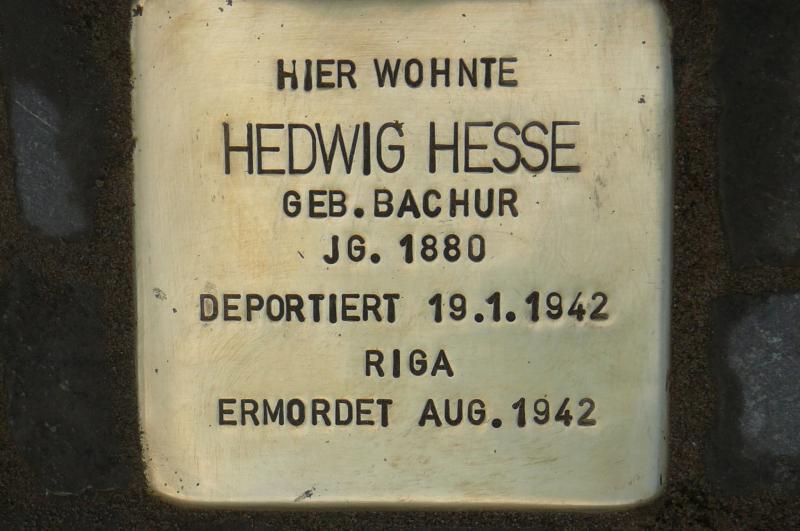 HIER WOHNTE
HEDWIG HESSE
GEB. BACHUR
JG. 1880
DEPORTIERT 19.1.1942
RIGA
ERMORDET AUG. 1942